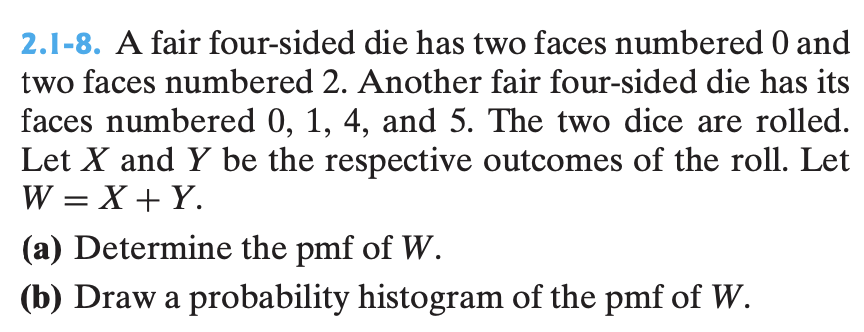 2.1-8. A fair four-sided die has two faces numbered 0 and
two faces numbered 2. Another fair four-sided die has its
faces numbered 0, 1, 4, and 5. The two dice are rolled.
Let X and Y be the respective outcomes of the roll. Let
W = X + Y.
(a) Determine the pmf of W.
(b) Draw a probability histogram of the pmf of W.